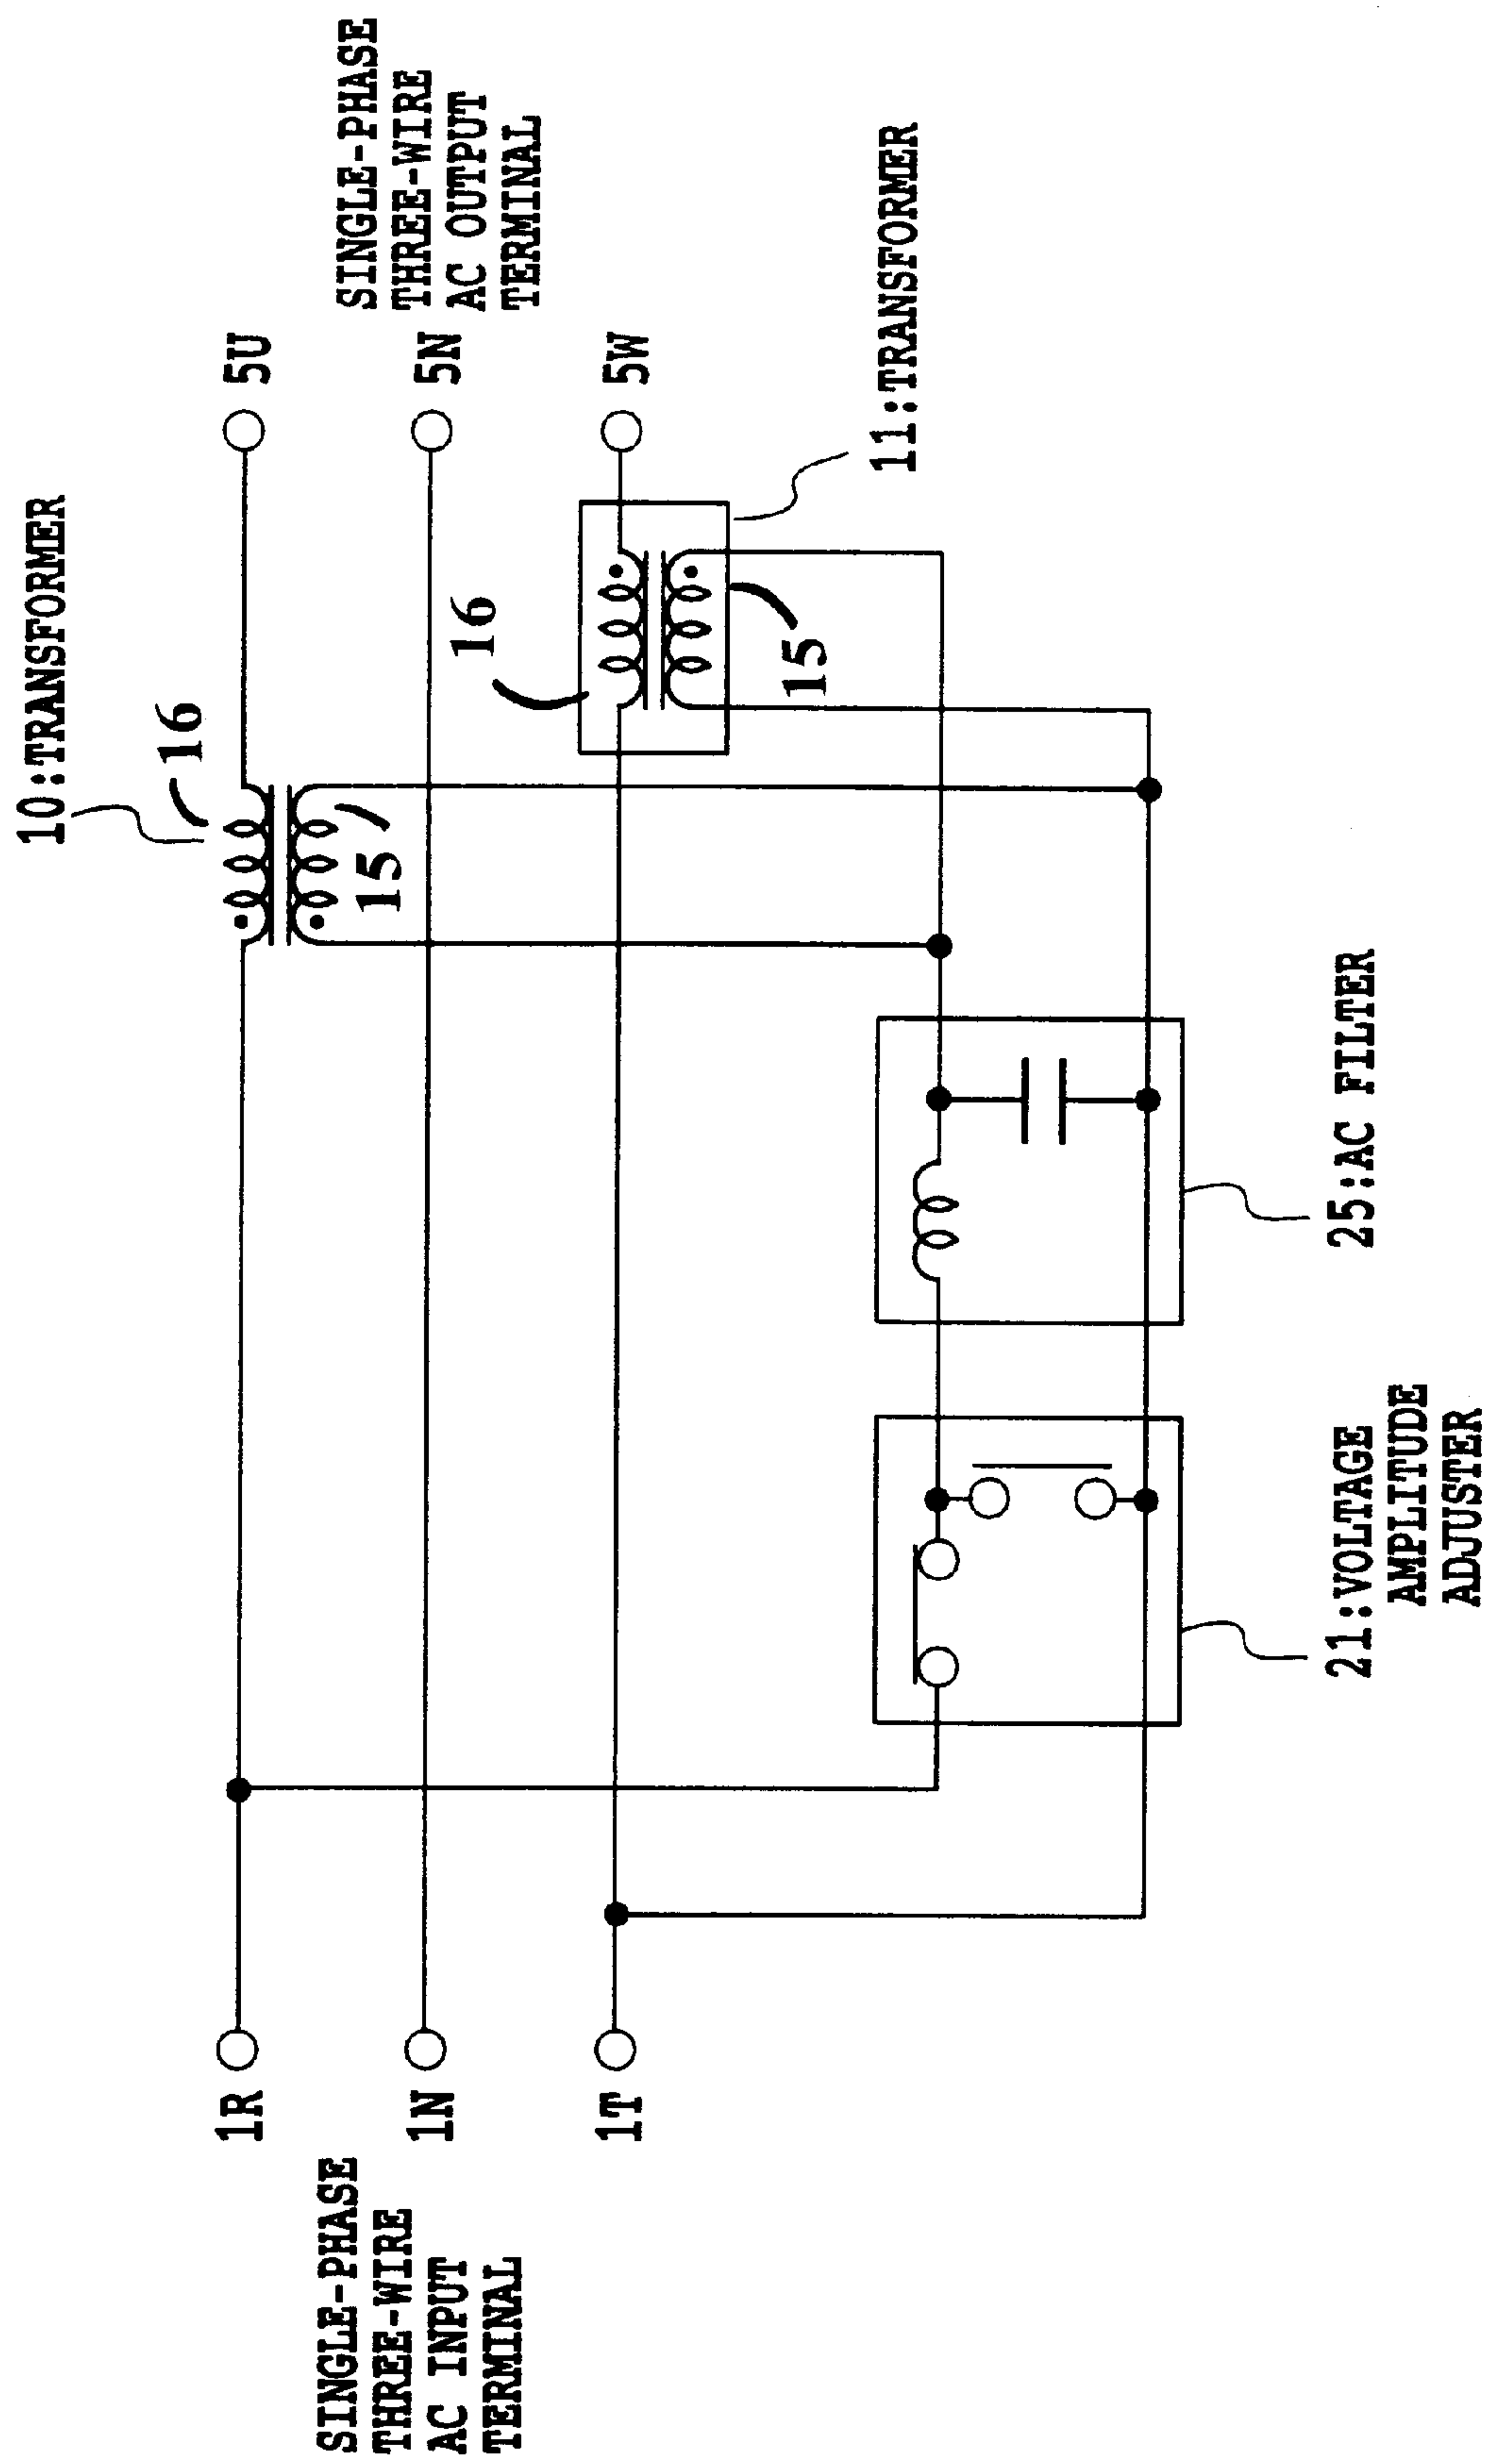 10:TRANSFORMER
16
15
1R
5U
1N
5N
1T
5W
SINGLE-PHASE
THREE-WIRE
AC INPUT
TERMINAL
SINGLE-PHASE
THREE-WIRE
AC OUTPUT
TERMINAL
16
15
11:TRANSFORMER
21:VOLTAGE
AMPLITUDE
ADJUSTER
25:AC FILTER